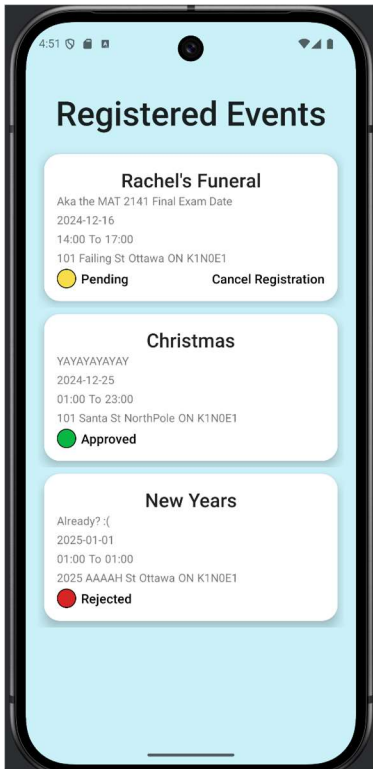 4:51
Registered Events
Rachel's Funeral
Aka the MAT 2141 Final Exam Date
2024-12-16
14:00 To 17:00
101 Failing St Ottawa ON K1N0E1
Pending Cancel Registration
Christmas
YAYAYAYAYAY
2024-12-25
01:00 To 23:00
101 Santa St NorthPole ON K1N0E1
Approved
New Years
Already? :(
2025-01-01
01:00 To 01:00
2025 AAAAH St Ottawa ON K1N0E1
Rejected